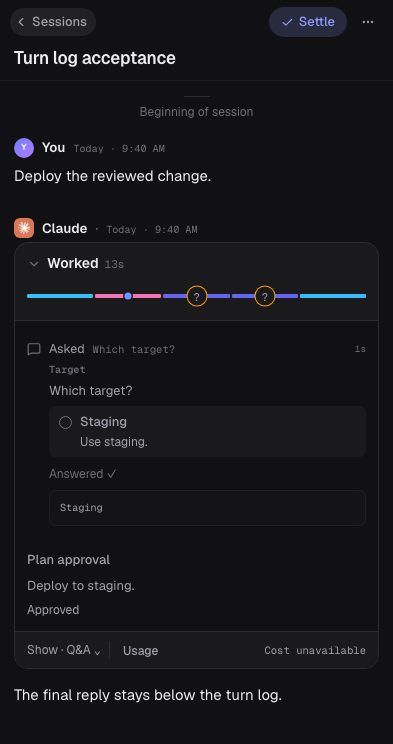 Sessions
Settle
Turn log acceptance
Beginning of session
Y You Today · 9:40 AM
Deploy the reviewed change.
Claude · Today · 9:40 AM
Worked 13s
? ?
Asked Which target? 1s
Target
Which target?
Staging
Use staging.
Answered ✓
Staging
Plan approval
Deploy to staging.
Approved
Show · Q&A Usage Cost unavailable
The final reply stays below the turn log.